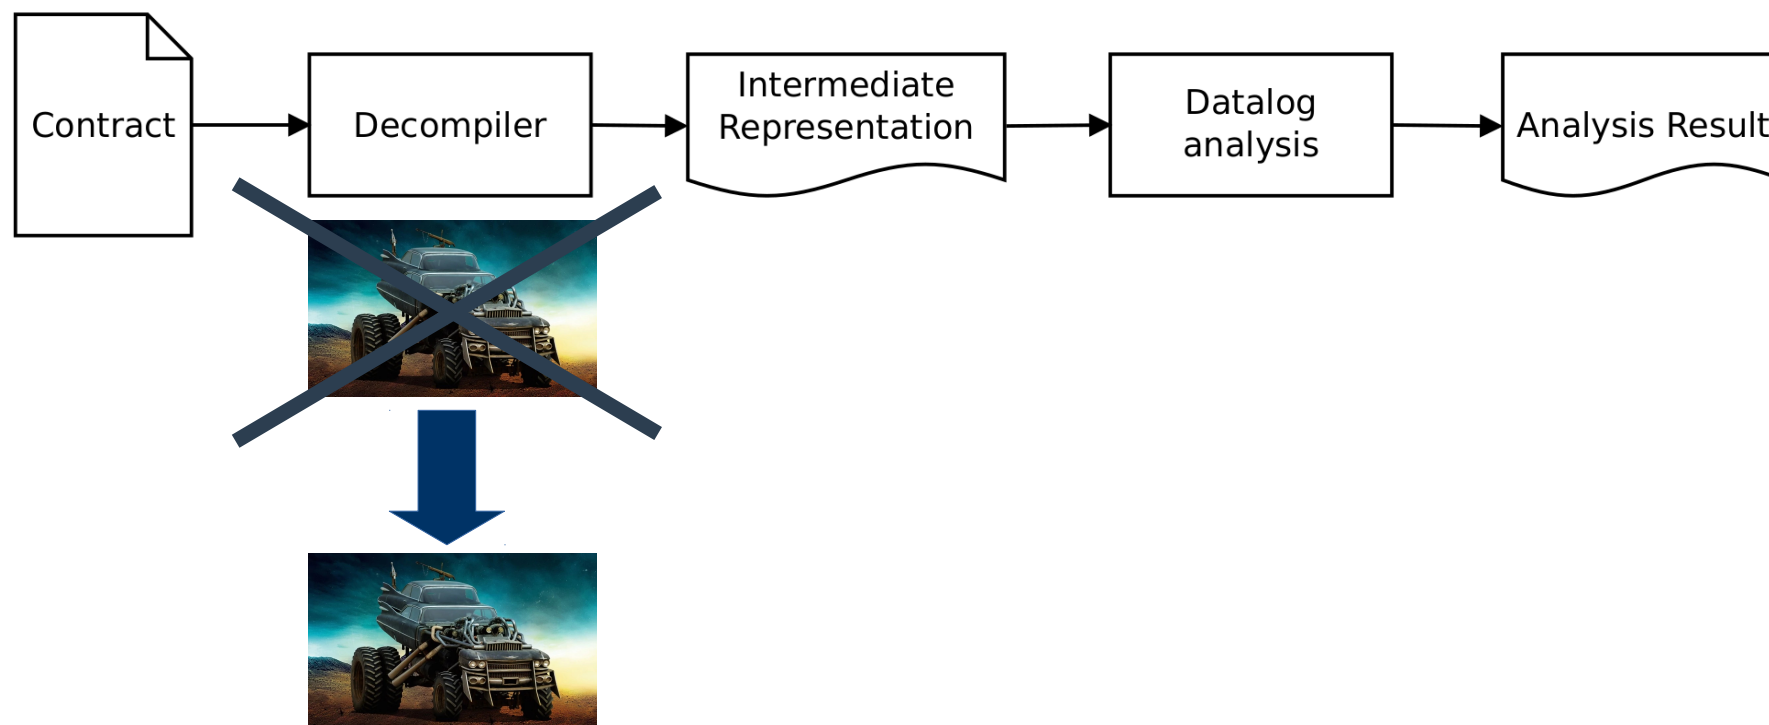 Contract
Decompiler
Intermediate
Representation
Datalog
analysis
Analysis Result